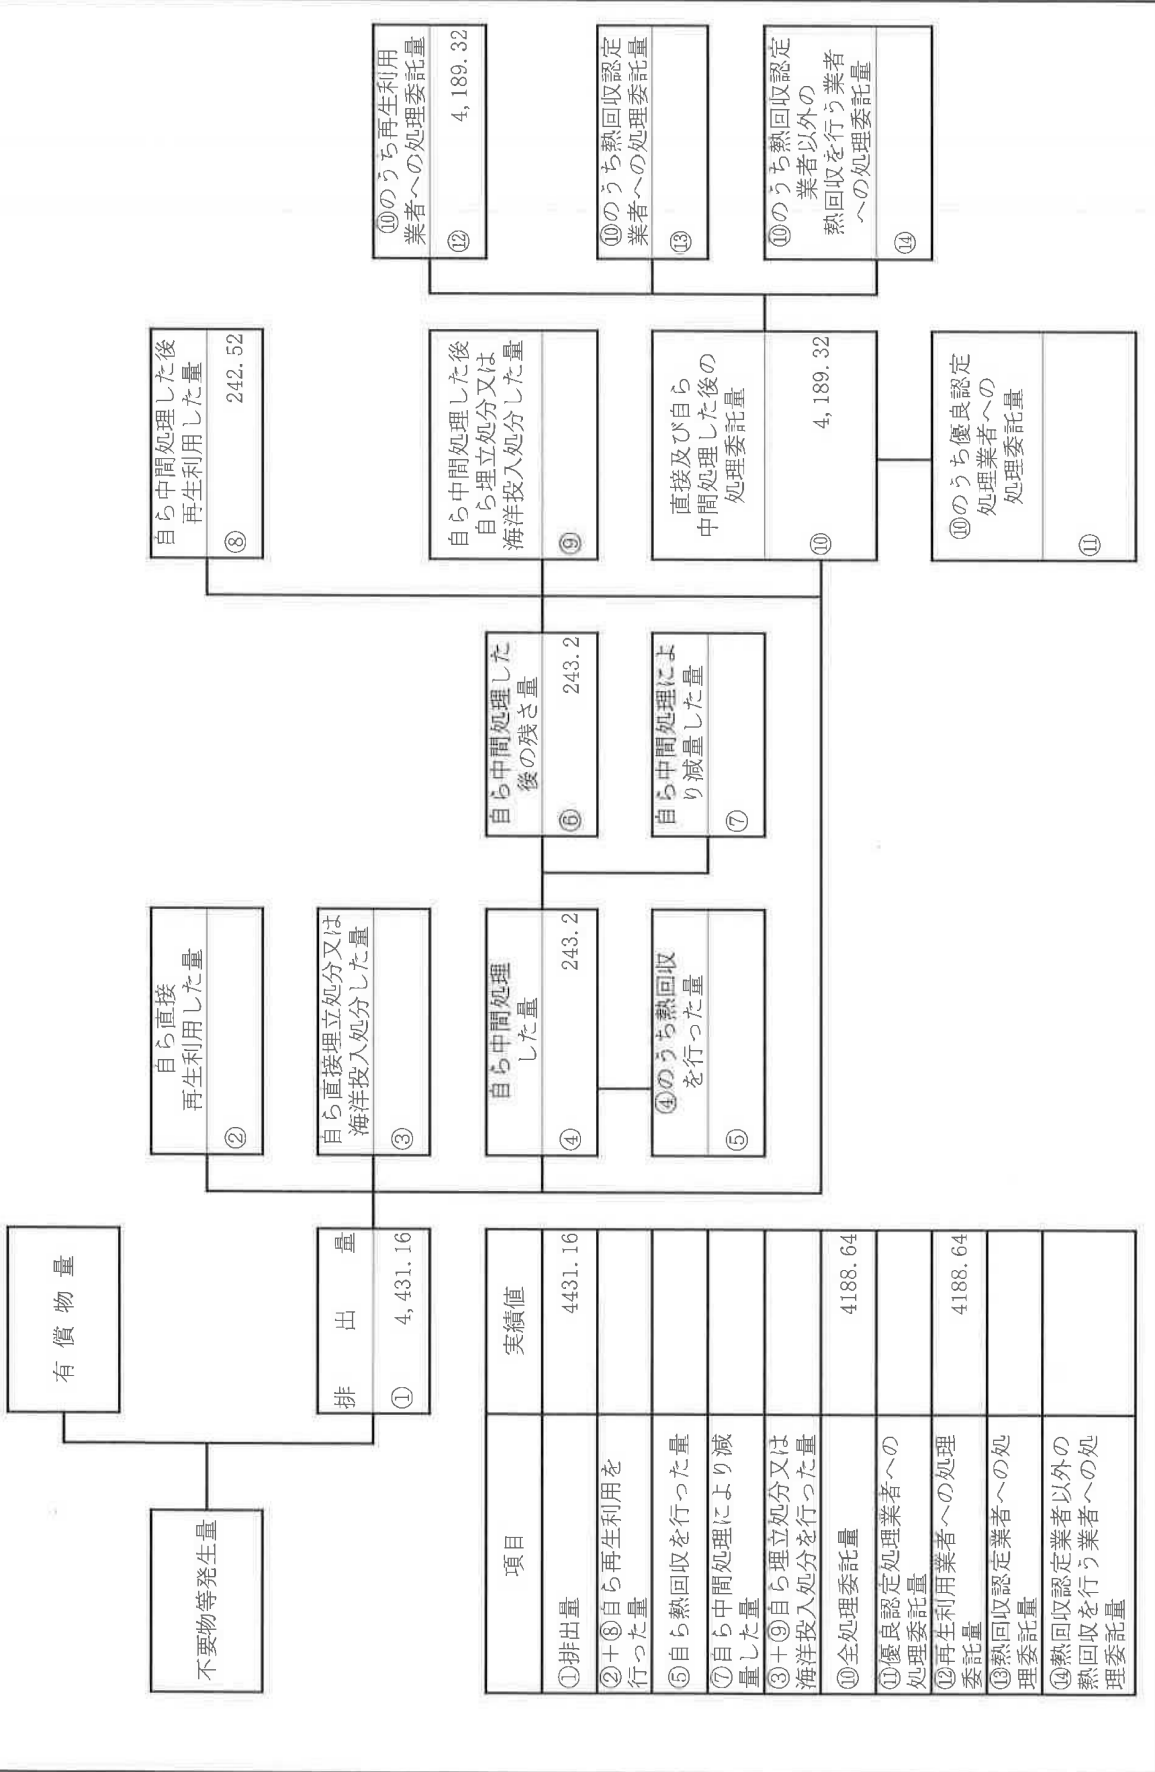 有償物量
不要物等発生量
排出量
① 4,431.16
自ら直接
再生利用した量
②
自ら直接埋立処分又は
海洋投入処分した量
③
自ら中間処理
した量
④ 243.2
④のうち熱回収
を行った量
⑤
自ら中間処理した
後の残さ量
⑥ 243.2
自ら中間処理によ
り減量した量
⑦
自ら中間処理した後
再生利用した量
⑧ 242.52
自ら中間処理した後
自ら埋立処分又は
海洋投入処分した量
⑨
直接及び自ら
中間処理した後の
処理委託量
⑩ 4,189.32
⑩のうち優良認定
処理業者への
処理委託量
⑪
⑩のうち再生利用
業者への処理委託量
⑫ 4,189.32
⑩のうち熱回収認定
業者への処理委託量
⑬
⑩のうち熱回収認定
業者以外の
熱回収を行う業者
への処理委託量
⑭
項目 実績値
①排出量 4431.16
②+⑧自ら再生利用を
行った量
⑤自ら熱回収を行った量
⑦自ら中間処理により減
量した量
③+⑨自ら埋立処分又は
海洋投入処分を行った量
⑩全処理委託量 4188.64
⑪優良認定処理業者への
処理委託量
⑫再生利用業者への処理
委託量 4188.64
⑬熱回収認定業者への処
理委託量
⑭熱回収認定業者以外の
熱回収を行う業者への処
理委託量